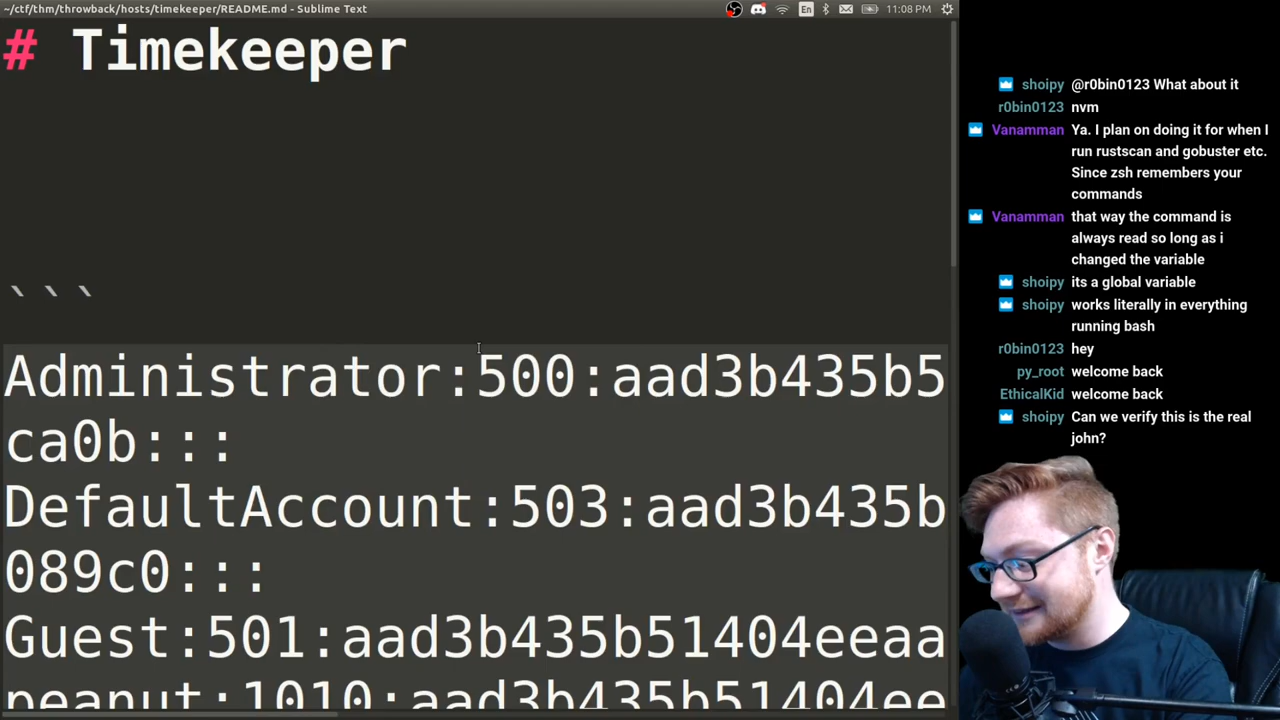 ~/ctf/thm/throwback/hosts/timekeeper/README.md - Sublime Text
En
11:08 PM
# Timekeeper
```
Administrator:500:aad3b435b5
ca0b:::
DefaultAccount:503:aad3b435b
089c0:::
Guest:501:aad3b435b51404eeaa
peanut:1010:aad3b435b51404ee
shoipy @r0bin0123 What about it
r0bin0123 nvm
Vanamman Ya. I plan on doing it for when I
run rustscan and gobuster etc.
Since zsh remembers your
commands
Vanamman that way the command is
always read so long as i
changed the variable
shoipy its a global variable
shoipy works literally in everything
running bash
r0bin0123 hey
py_root welcome back
EthicalKid welcome back
shoipy Can we verify this is the real
john?